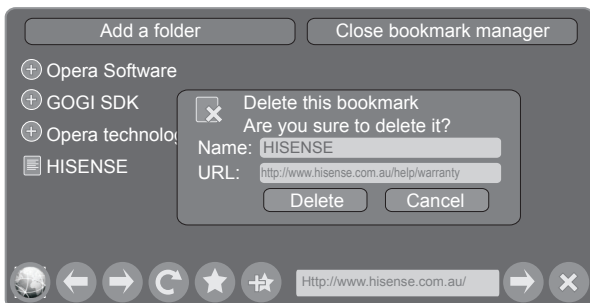 Add a folder
Close bookmark manager
Opera Software
GOGI SDK
Opera technolo
HISENSE
Delete this bookmark
Are you sure to delete it?
Name: HISENSE
URL: http://www.hisense.com.au/help/warranty
Delete
Cancel
Http://www.hisense.com.au/